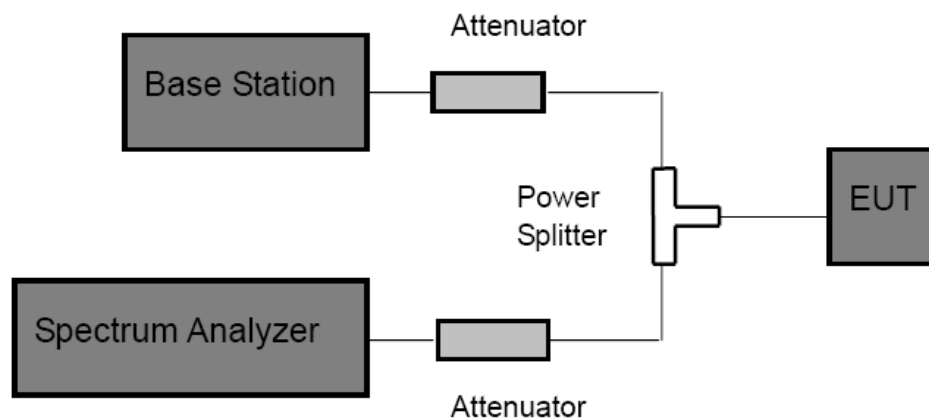 Attenuator
Base Station
Power
Splitter
EUT
Spectrum Analyzer
Attenuator